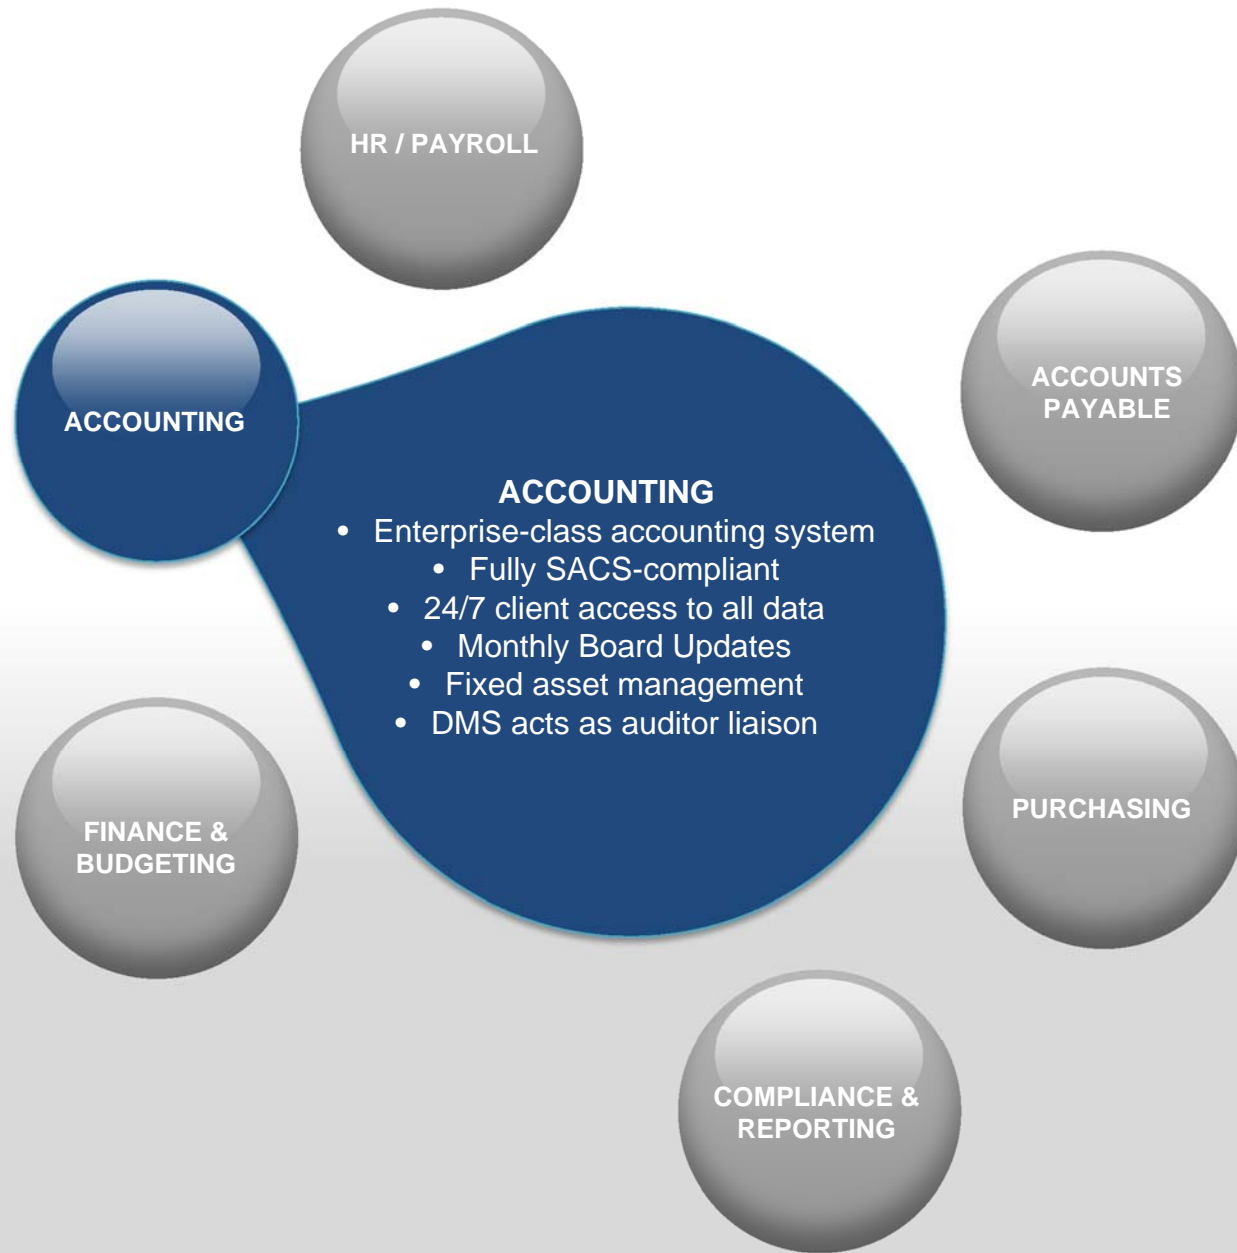 HR / PAYROLL
ACCOUNTING
ACCOUNTS
PAYABLE
ACCOUNTING
• Enterprise-class accounting system
• Fully SACS-compliant
• 24/7 client access to all data
• Monthly Board Updates
• Fixed asset management
• DMS acts as auditor liaison
FINANCE &
BUDGETING
PURCHASING
COMPLIANCE &
REPORTING